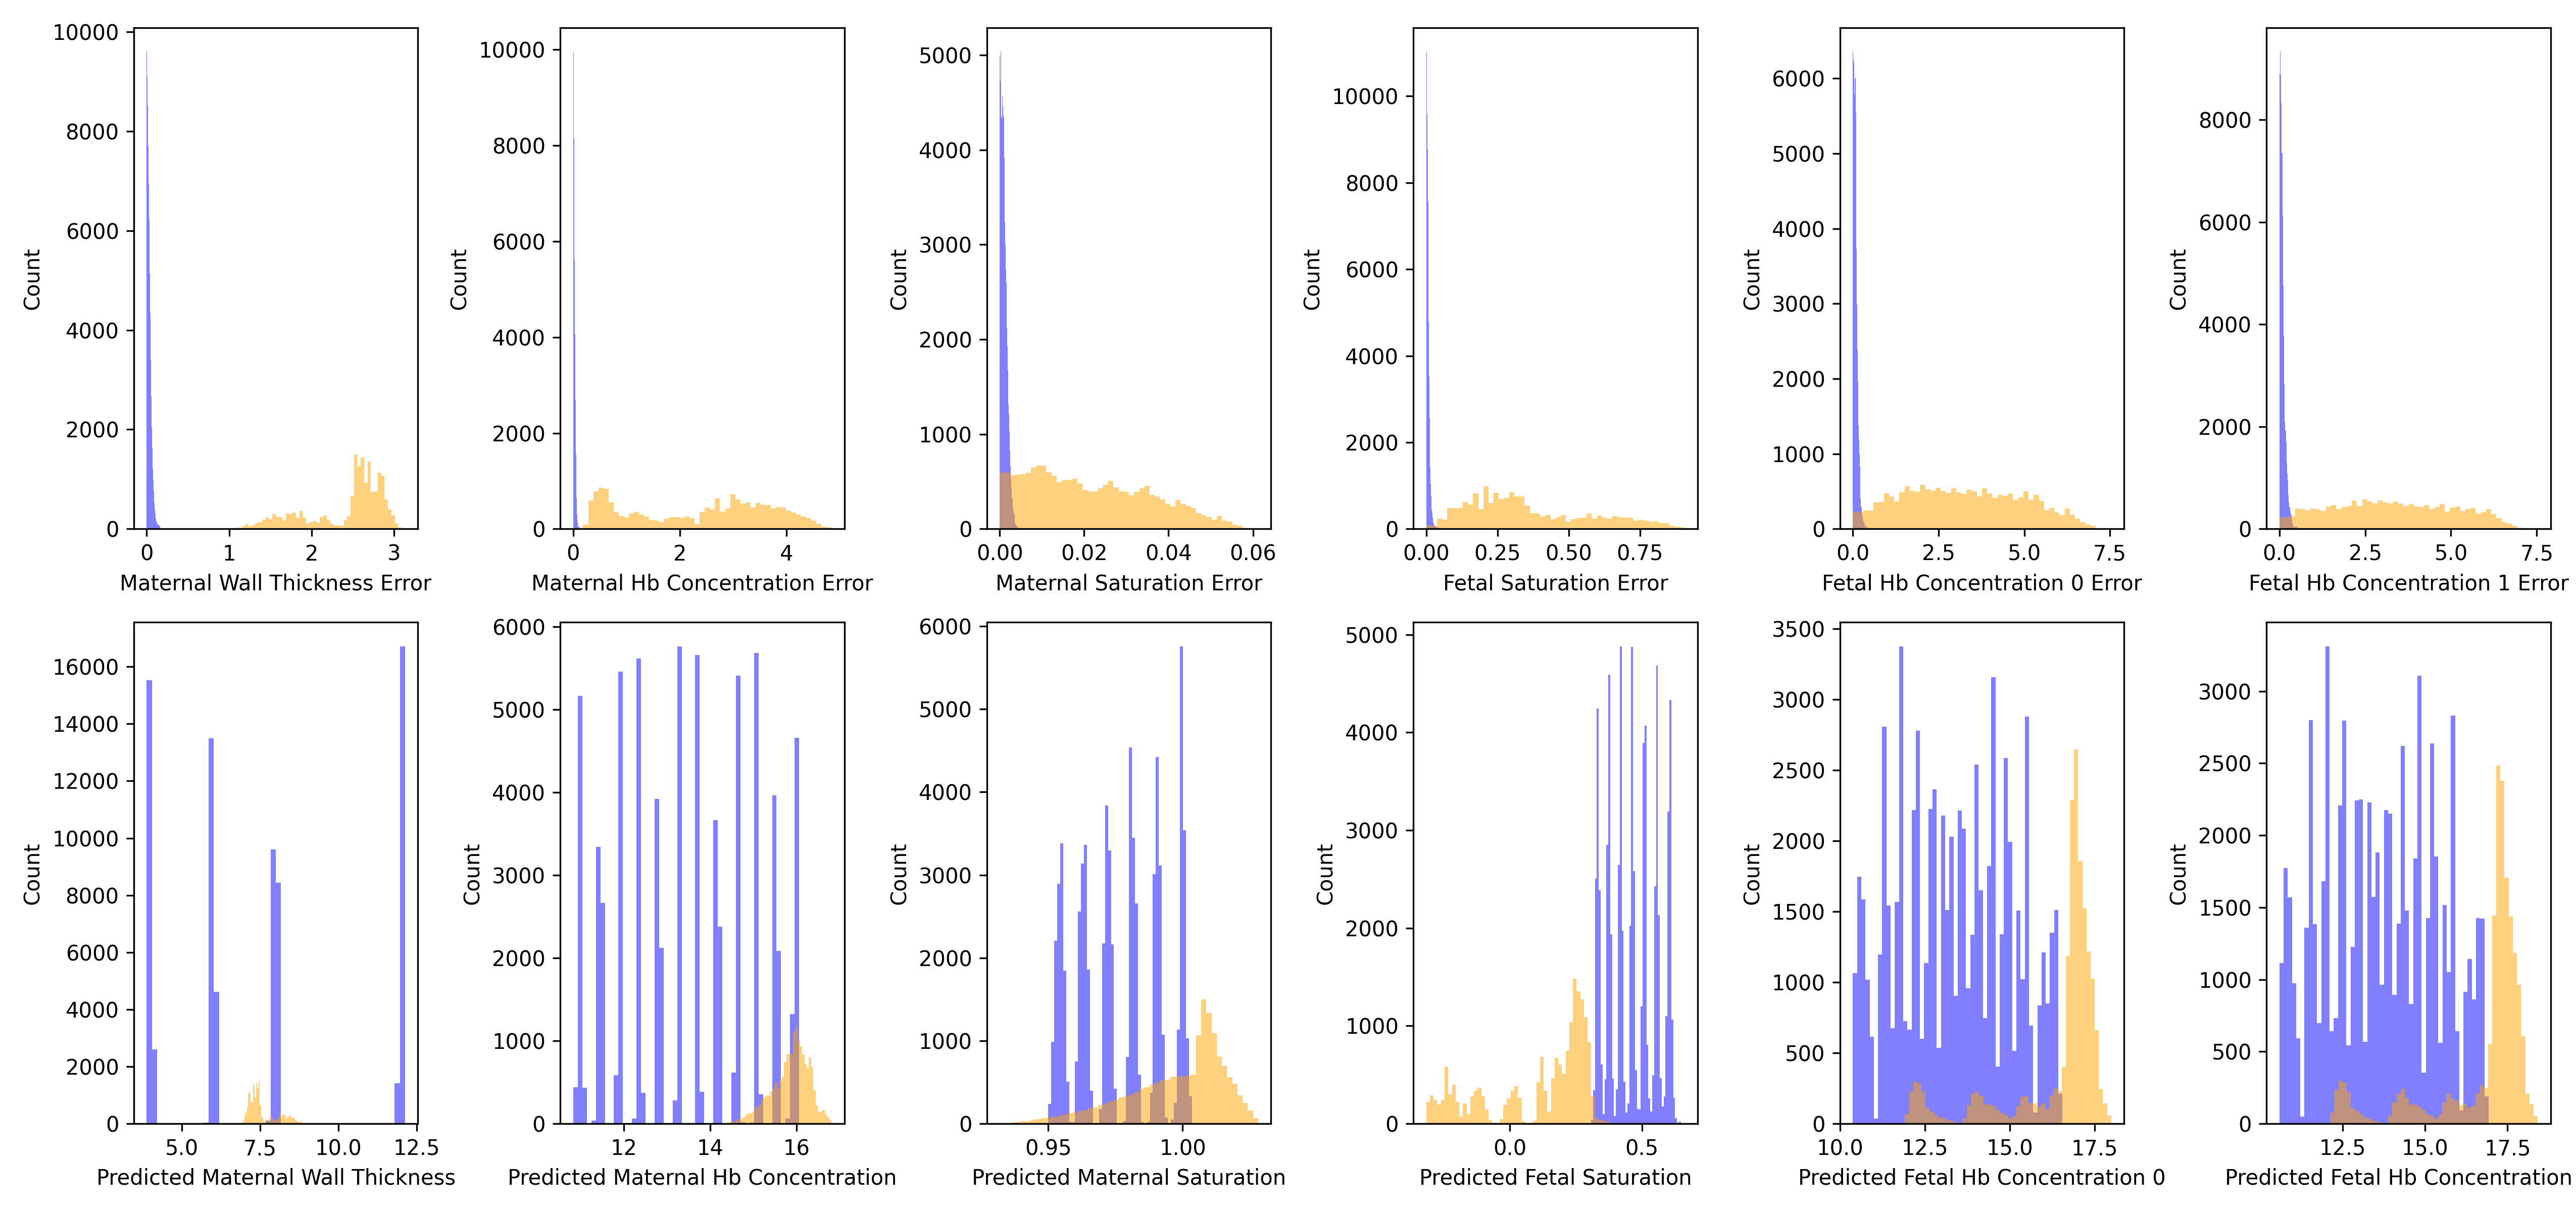 10000
8000
6000
4000
2000
0
Count
0 1 2 3
Maternal Wall Thickness Error
10000
8000
6000
4000
2000
0
Count
0 2 4
Maternal Hb Concentration Error
5000
4000
3000
2000
1000
0
Count
0.00 0.02 0.04 0.06
Maternal Saturation Error
10000
8000
6000
4000
2000
0
Count
0.00 0.25 0.50 0.75
Fetal Saturation Error
6000
5000
4000
3000
2000
1000
0
Count
0.0 2.5 5.0 7.5
Fetal Hb Concentration 0 Error
8000
6000
4000
2000
0
Count
0.0 2.5 5.0 7.5
Fetal Hb Concentration 1 Error
16000
14000
12000
10000
8000
6000
4000
2000
0
Count
5.0 7.5 10.0 12.5
Predicted Maternal Wall Thickness
6000
5000
4000
3000
2000
1000
0
Count
12 14 16
Predicted Maternal Hb Concentration
6000
5000
4000
3000
2000
1000
0
Count
0.95 1.00
Predicted Maternal Saturation
5000
4000
3000
2000
1000
0
Count
0.0 0.5
Predicted Fetal Saturation
3500
3000
2500
2000
1500
1000
500
0
Count
10.0 12.5 15.0 17.5
Predicted Fetal Hb Concentration 0
3000
2500
2000
1500
1000
500
0
Count
12.5 15.0 17.5
Predicted Fetal Hb Concentration